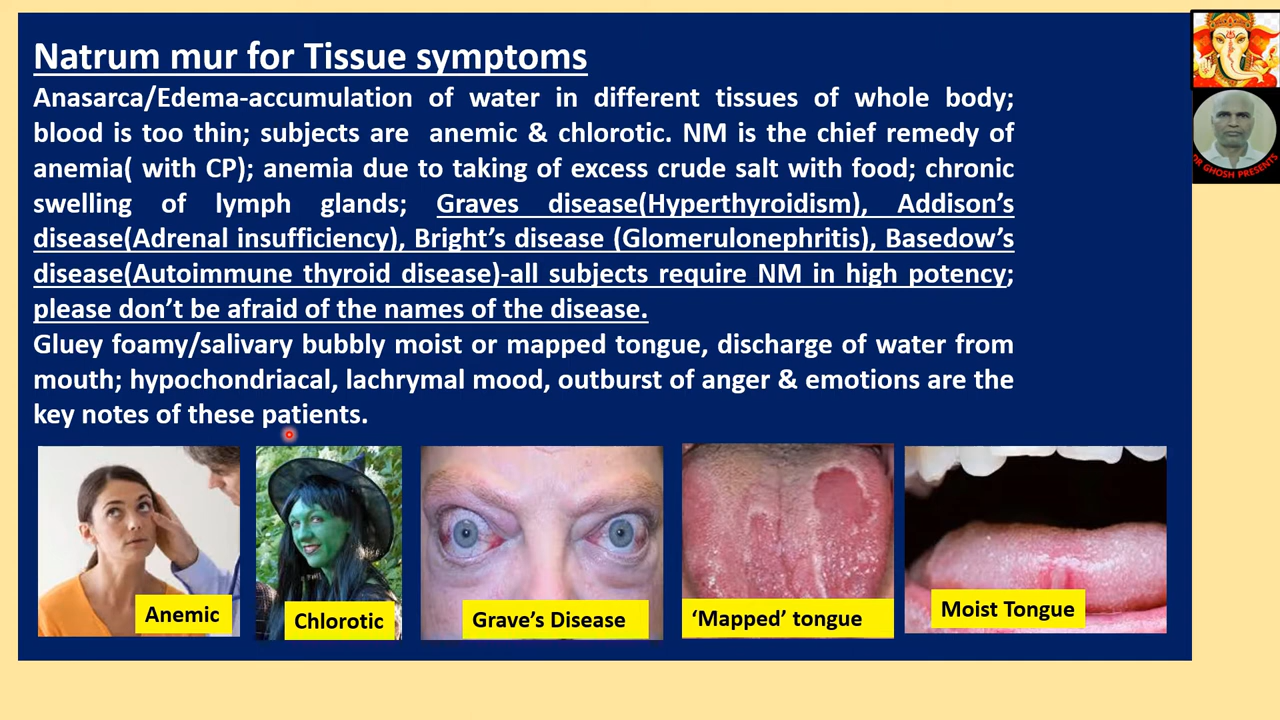 Natrum mur for Tissue symptoms
Anasarca/Edema-accumulation of water in different tissues of whole body;
blood is too thin; subjects are anemic & chlorotic. NM is the chief remedy of
anemia( with CP); anemia due to taking of excess crude salt with food; chronic
swelling of lymph glands; Graves disease(Hyperthyroidism), Addison’s
disease(Adrenal insufficiency), Bright’s disease (Glomerulonephritis), Basedow’s
disease(Autoimmune thyroid disease)-all subjects require NM in high potency;
please don’t be afraid of the names of the disease.
Gluey foamy/salivary bubbly moist or mapped tongue, discharge of water from
mouth; hypochondriacal, lachrymal mood, outburst of anger & emotions are the
key notes of these patients.
Anemic
Chlorotic
Grave’s Disease
‘Mapped’ tongue
Moist Tongue
DR GHOSH PRESENTS